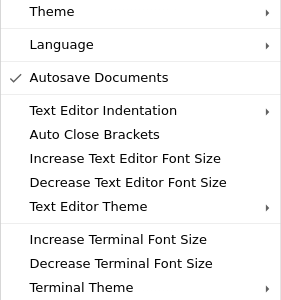 Theme
Language
Autosave Documents
Text Editor Indentation
Auto Close Brackets
Increase Text Editor Font Size
Decrease Text Editor Font Size
Text Editor Theme
Increase Terminal Font Size
Decrease Terminal Font Size
Terminal Theme